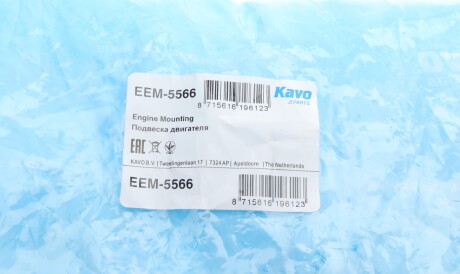 EEM-5566
8 715616 196123
Kavo
PARTS
Engine Mounting
Подвеска двигателя
EAC
KAVO B.V. | Tweelingenlaan 17 | 7324 AP | Apeldoorn | The Netherlands
EEM-5566
8 715616 196123